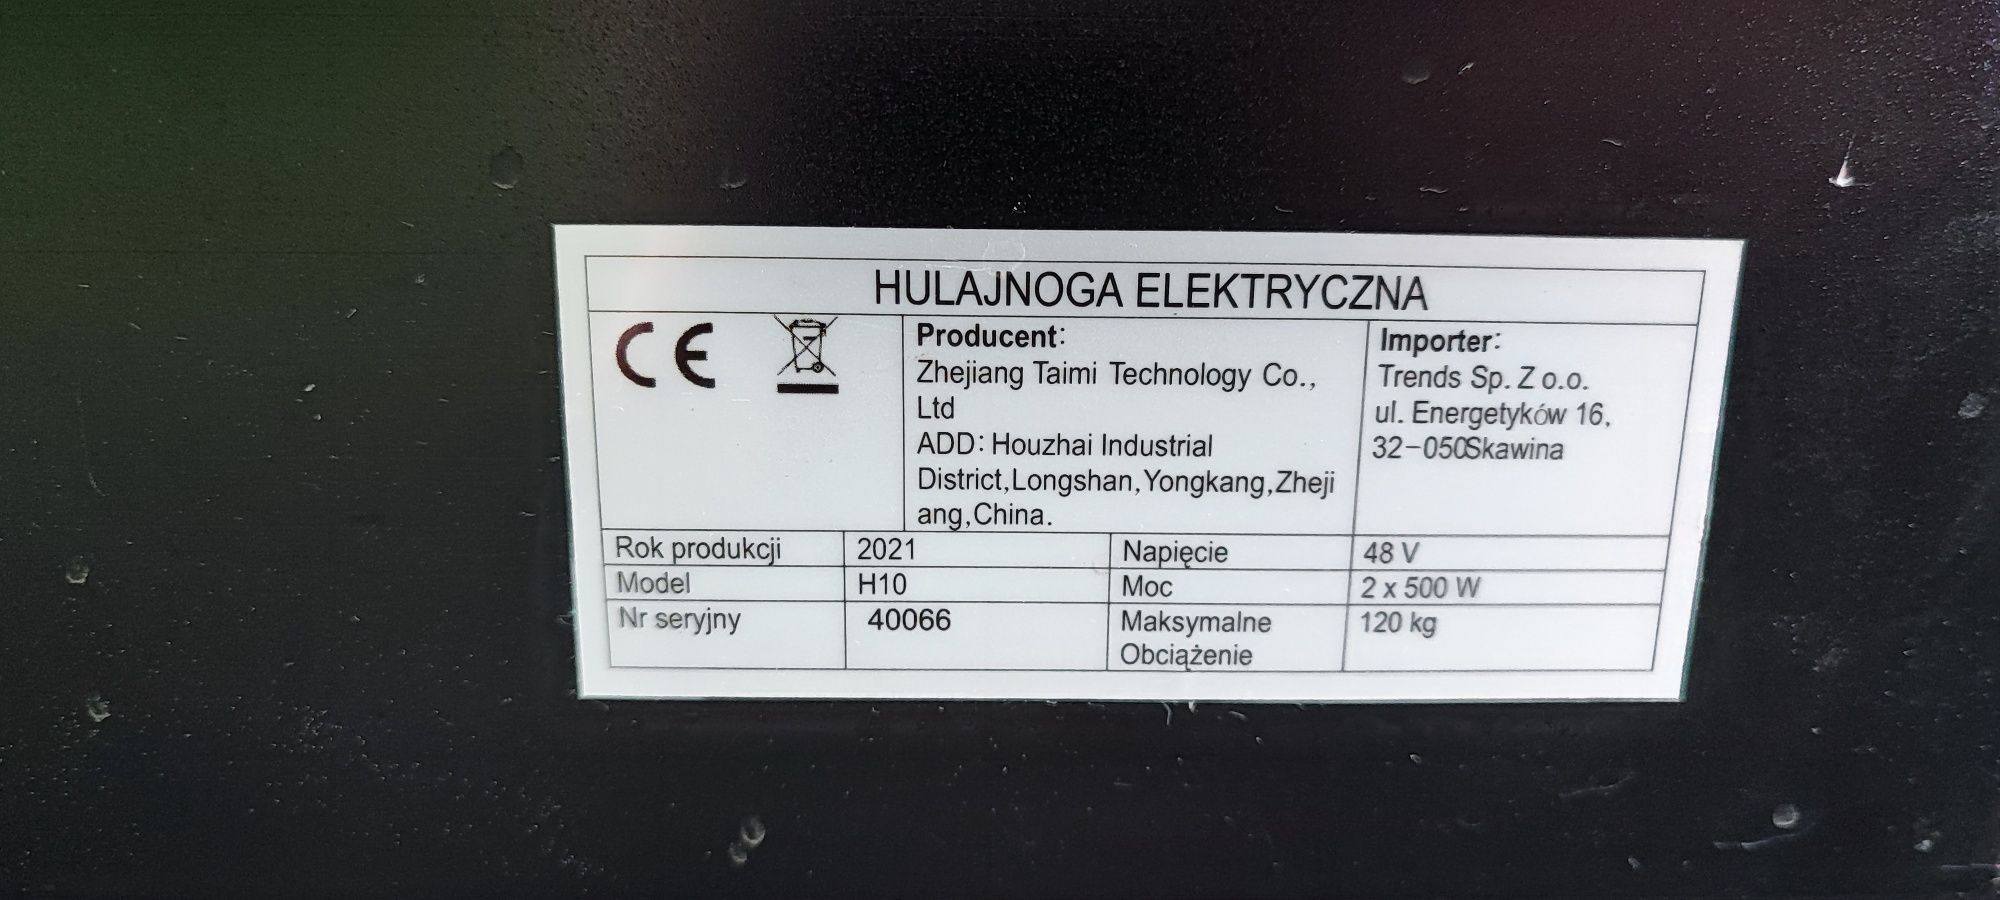 HULAJNOGA ELEKTRYCZNA
CE
Producent:
Zhejiang Taimi Technology Co.,
Ltd
ADD: Houzhai Industrial
District,Longshan,Yongkang,Zheji
ang,China.
Importer:
Trends Sp. Z o.o.
ul. Energetyków 16,
32-050Skawina
Rok produkcji 2021 Napięcie 48 V
Model H10 Moc 2 x 500 W
Nr seryjny 40066 Maksymalne 120 kg
Obciążenie